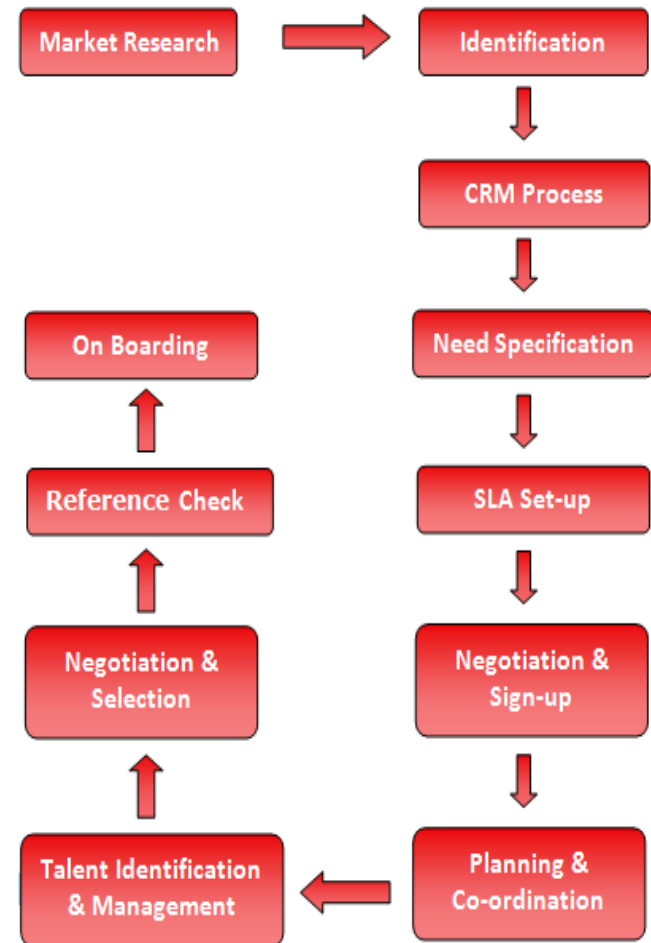 Market Research
Identification
CRM Process
Need Specification
SLA Set-up
Negotiation &
Sign-up
Planning &
Co-ordination
Talent Identification
& Management
Negotiation &
Selection
Reference Check
On Boarding